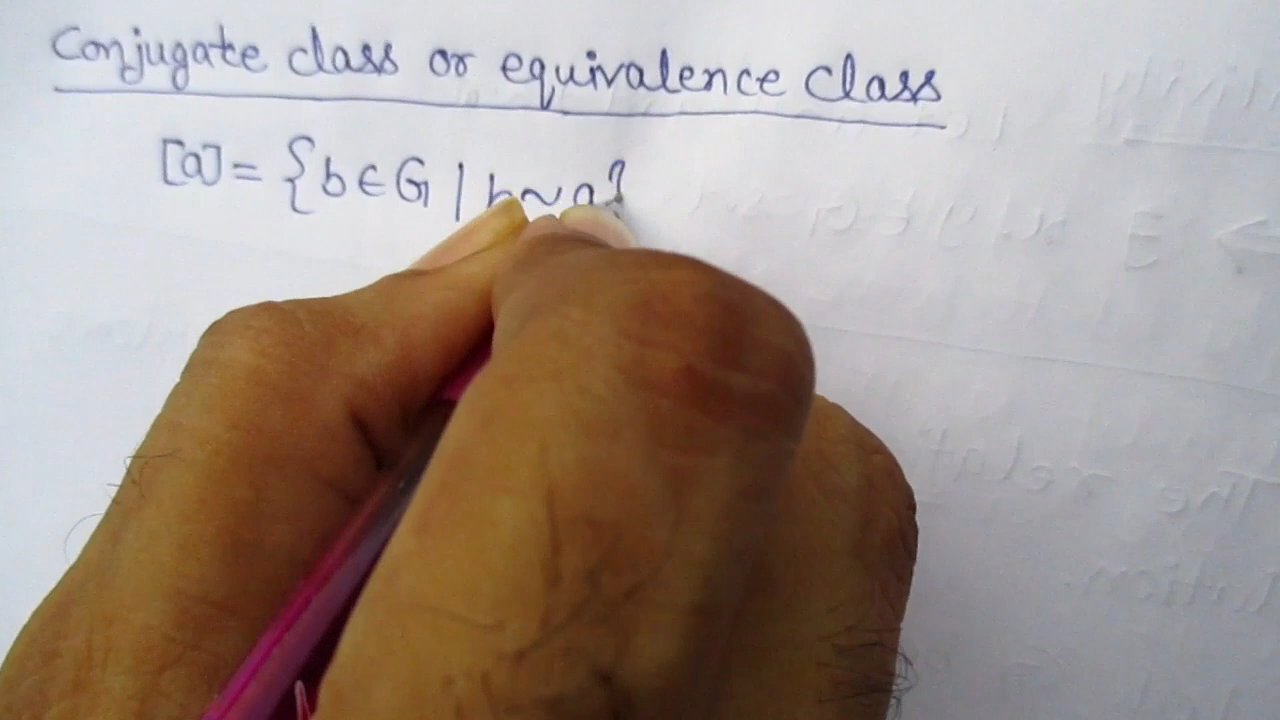 Conjugate class or equivalence class
[a] = {b ∈ G | b ~ a}